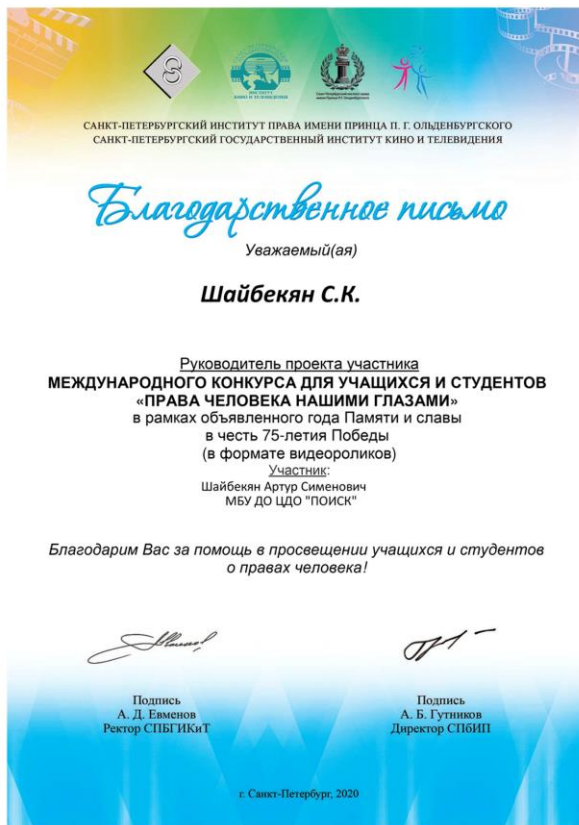 САНКТ-ПЕТЕРБУРГСКИЙ ИНСТИТУТ ПРАВА ИМЕНИ ПРИНЦА П. Г. ОЛЬДЕНБУРГСКОГО
САНКТ-ПЕТЕРБУРГСКИЙ ГОСУДАРСТВЕННЫЙ ИНСТИТУТ КИНО И ТЕЛЕВИДЕНИЯ
Благодарственное письмо
Уважаемый(ая)
Шайбекян С.К.
Руководитель проекта участника
МЕЖДУНАРОДНОГО КОНКУРСА ДЛЯ УЧАЩИХСЯ И СТУДЕНТОВ
«ПРАВА ЧЕЛОВЕКА НАШИМИ ГЛАЗАМИ»
в рамках объявленного года Памяти и славы
в честь 75-летия Победы
(в формате видеороликов)
Участник:
Шайбекян Артур Сименович
МБУ ДО ЦДО "ПОИСК"
Благодарим Вас за помощь в просвещении учащихся и студентов
о правах человека!
Подпись
А. Д. Евменов
Ректор СПБГИКиТ
Подпись
А. Б. Гутников
Директор СПбИП
г. Санкт-Петербург, 2020